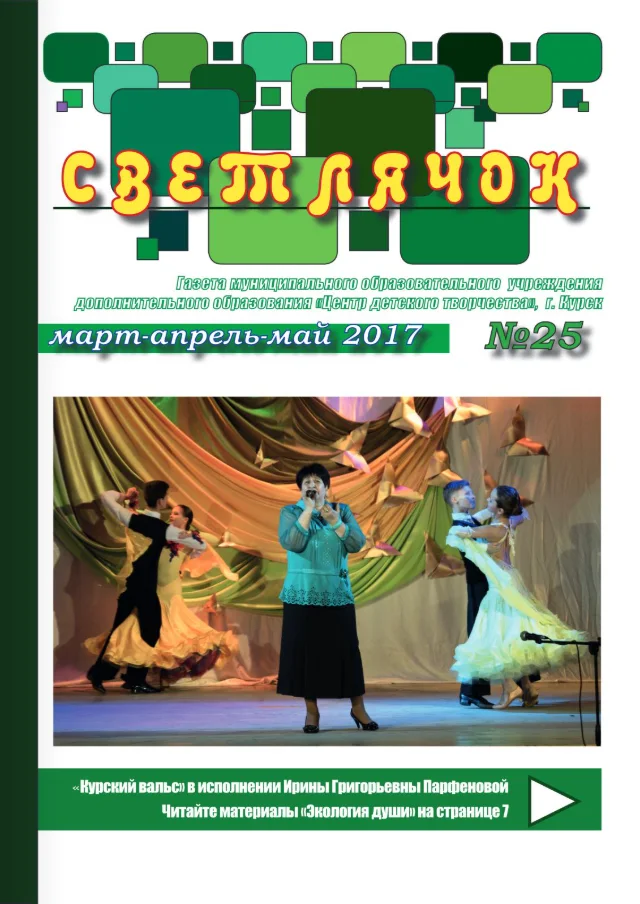 СВЕТЛЯЧОК
Газета муниципального образовательного учреждения
дополнительного образования «Центр детского творчества», г. Курск
март-апрель-май 2017 №25
«Курский вальс» в исполнении Ирины Григорьевны Парфеновой
Читайте материалы «Экология души» на странице 7